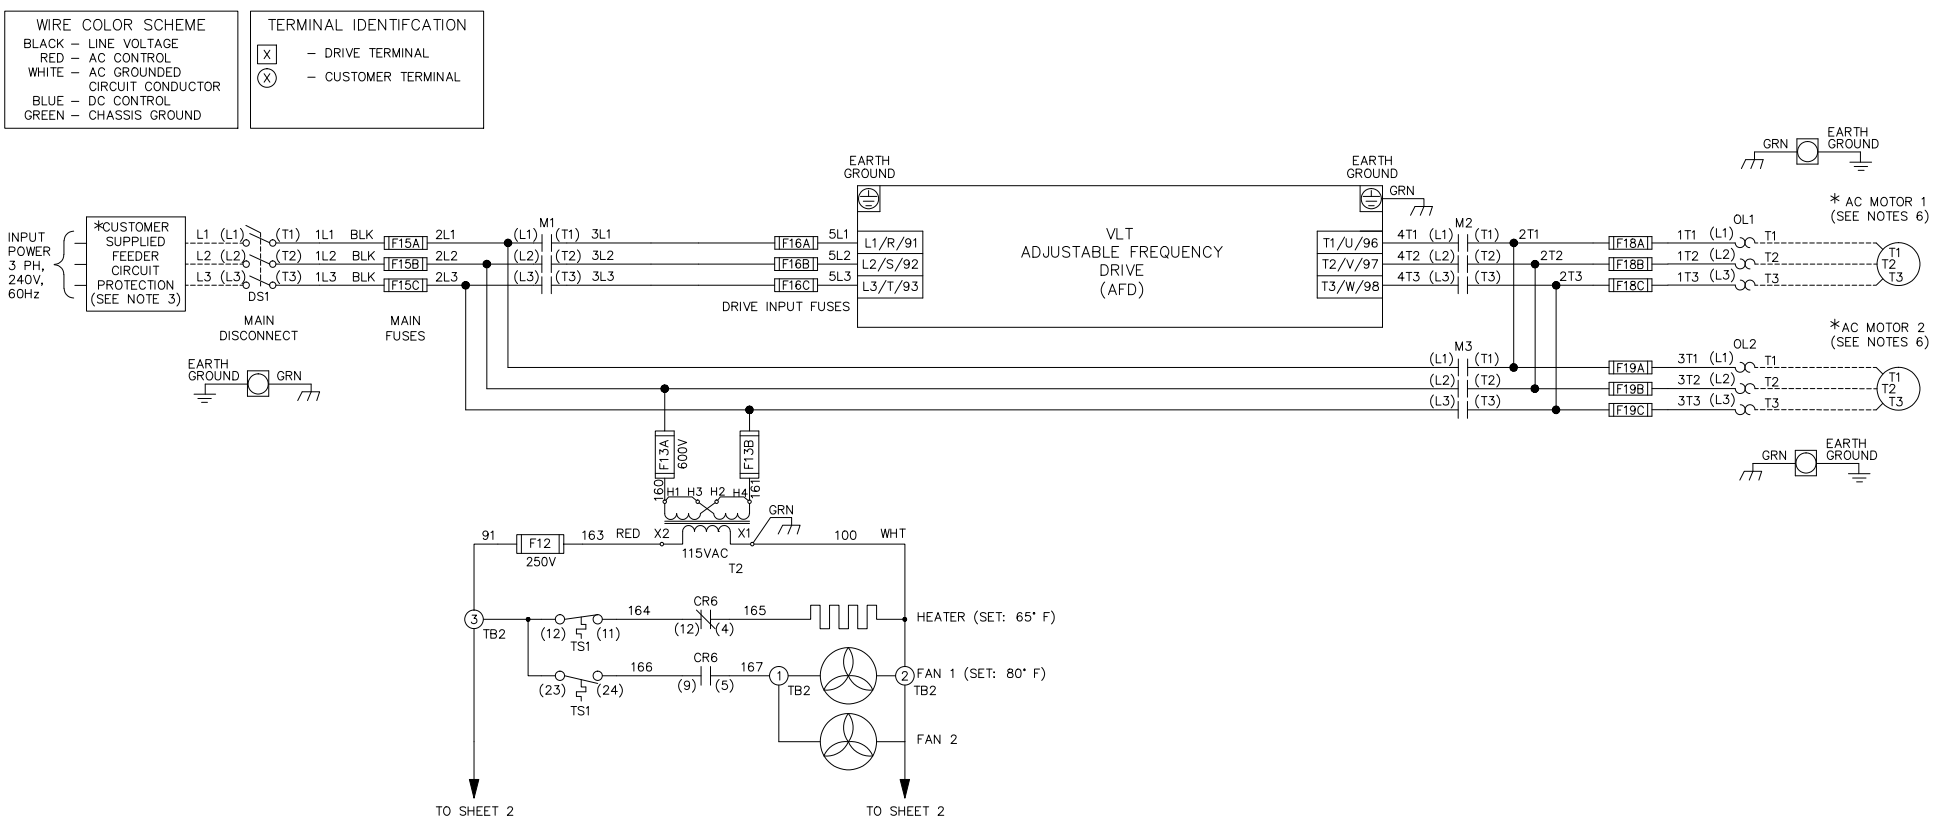 WIRE COLOR SCHEME
BLACK – LINE VOLTAGE
RED – AC CONTROL
WHITE – AC GROUNDED
CIRCUIT CONDUCTOR
BLUE – DC CONTROL
GREEN – CHASSIS GROUND
TERMINAL IDENTIFCATION
X – DRIVE TERMINAL
X – CUSTOMER TERMINAL
INPUT
POWER
3 PH,
240V,
60Hz
*CUSTOMER
SUPPLIED
FEEDER
CIRCUIT
PROTECTION
(SEE NOTE 3)
L1 (L1) (T1) 1L1 BLK F15A 2L1
L2 (L2) (T2) 1L2 BLK F15B 2L2
L3 (L3) (T3) 1L3 BLK F15C 2L3
DS1
MAIN
DISCONNECT
MAIN
FUSES
EARTH
GROUND
GRN
M1
(L1) (T1) 3L1 F16A 5L1
(L2) (T2) 3L2 F16B 5L2
(L3) (T3) 3L3 F16C 5L3
DRIVE INPUT FUSES
EARTH
GROUND
L1/R/91
L2/S/92
L3/T/93
VLT
ADJUSTABLE FREQUENCY
DRIVE
(AFD)
EARTH
GROUND
GRN
T1/U/96
T2/V/97
T3/W/98
M2
4T1 (L1) (T1) 2T1 F18A 1T1 (L1) T1
4T2 (L2) (T2) 2T2 F18B 1T2 (L2) T2
4T3 (L3) (T3) 2T3 F18C 1T3 (L3) T3
OL1
GRN
EARTH
GROUND
* AC MOTOR 1
(SEE NOTES 6)
T1
T2
T3
M3
(L1) (T1) F19A 3T1 (L1) T1
(L2) (T2) F19B 3T2 (L2) T2
(L3) (T3) F19C 3T3 (L3) T3
OL2
*AC MOTOR 2
(SEE NOTES 6)
T1
T2
T3
GRN
EARTH
GROUND
F13A
600V
F13B
160
161
H1 H3 H2 H4
GRN
91 F12 163 RED X2 X1 100 WHT
250V
115VAC
T2
3
TB2
(12) (11)
TS1
164
CR6
(12) (4)
165
HEATER (SET: 65° F)
(23) (24)
TS1
166
CR6
(9) (5)
167
1
TB2
2
TB2
FAN 1 (SET: 80° F)
FAN 2
TO SHEET 2
TO SHEET 2